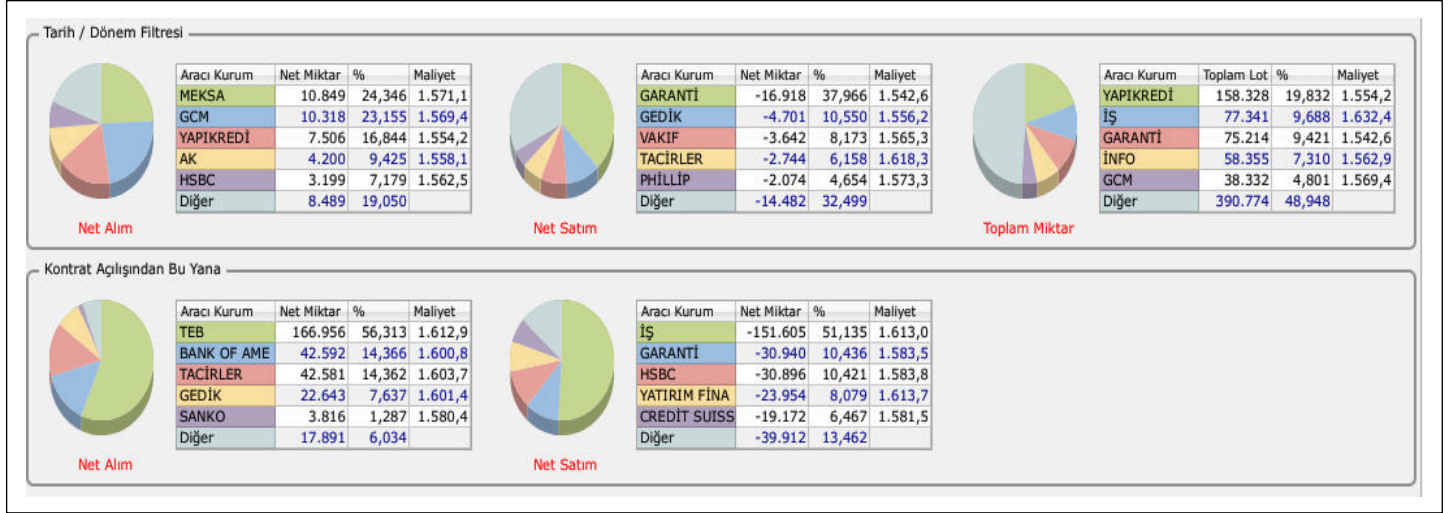 Tarih / Dönem Filtresi
Aracı Kurum Net Miktar % Maliyet
MEKSA 10.849 24,346 1.571,1
GCM 10.318 23,155 1.569,4
YAPIKREDİ 7.506 16,844 1.554,2
AK 4.200 9,425 1.558,1
HSBC 3.199 7,179 1.562,5
Diğer 8.489 19,050
Net Alım
Aracı Kurum Net Miktar % Maliyet
GARANTİ -16.918 37,966 1.542,6
GEDİK -4.701 10,550 1.556,2
VAKIF -3.642 8,173 1.565,3
TACİRLER -2.744 6,158 1.618,3
PHİLLİP -2.074 4,654 1.573,3
Diğer -14.482 32,499
Net Satım
Aracı Kurum Toplam Lot % Maliyet
YAPIKREDİ 158.328 19,832 1.554,2
İŞ 77.341 9,688 1.632,4
GARANTİ 75.214 9,421 1.542,6
İNFO 58.355 7,310 1.562,9
GCM 38.332 4,801 1.569,4
Diğer 390.774 48,948
Toplam Miktar
Kontrat Açılışından Bu Yana
Aracı Kurum Net Miktar % Maliyet
TEB 166.956 56,313 1.612,9
BANK OF AME 42.592 14,366 1.600,8
TACİRLER 42.581 14,362 1.603,7
GEDİK 22.643 7,637 1.601,4
SANKO 3.816 1,287 1.580,4
Diğer 17.891 6,034
Net Alım
Aracı Kurum Net Miktar % Maliyet
İŞ -151.605 51,135 1.613,0
GARANTİ -30.940 10,436 1.583,5
HSBC -30.896 10,421 1.583,8
YATIRIM FİNA -23.954 8,079 1.613,7
CREDİT SUISS -19.172 6,467 1.581,5
Diğer -39.912 13,462
Net Satım